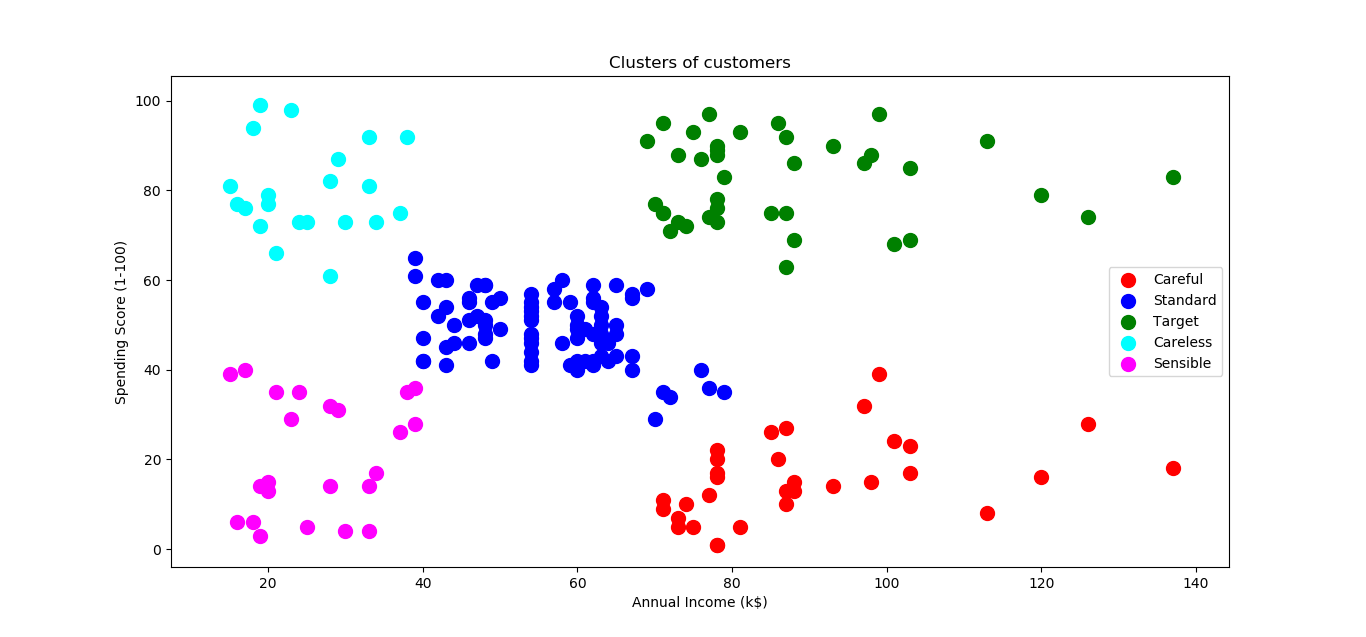 Clusters of customers
Spending Score (1-100)
100
80
60
40
20
0
Careful
Standard
Target
Careless
Sensible
20 40 60 80 100 120 140
Annual Income (k$)